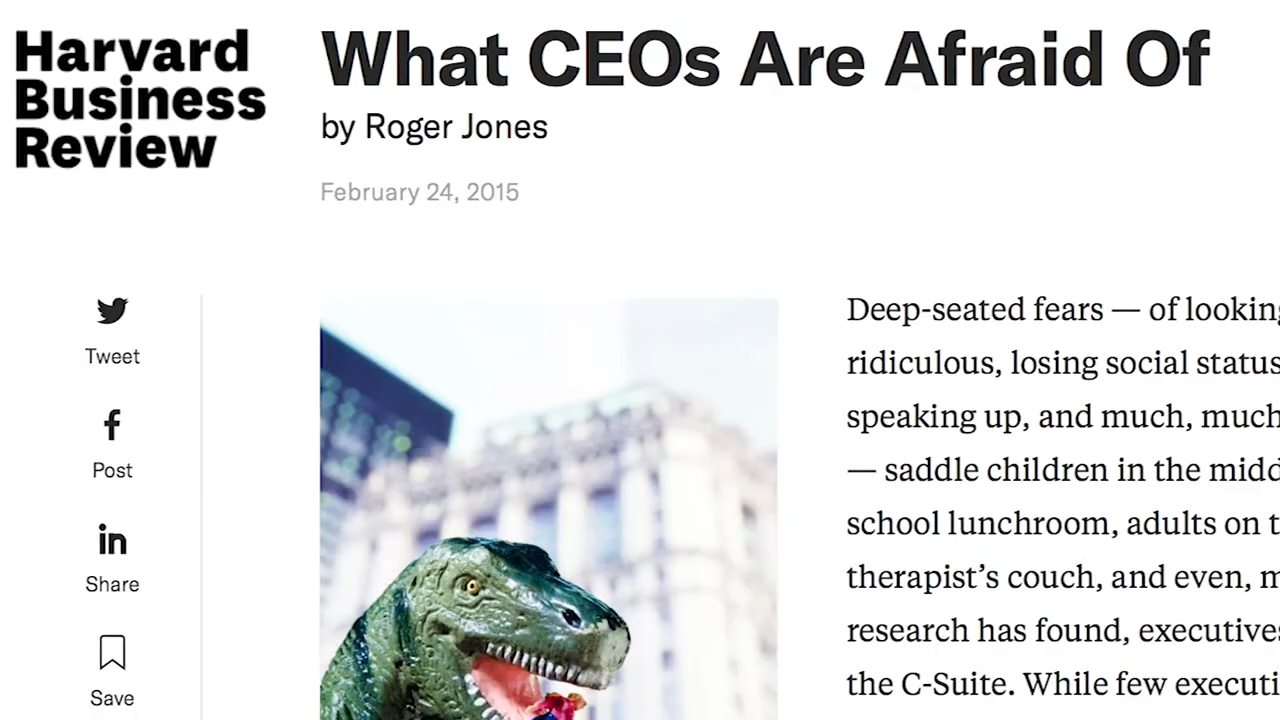 Harvard
Business
Review
What CEOs Are Afraid Of
by Roger Jones
February 24, 2015
Tweet
Post
in
Share
Save
Deep-seated fears — of looking
ridiculous, losing social status
speaking up, and much, much
— saddle children in the midd
school lunchroom, adults on t
therapist’s couch, and even, m
research has found, executives
the C-Suite. While few executi